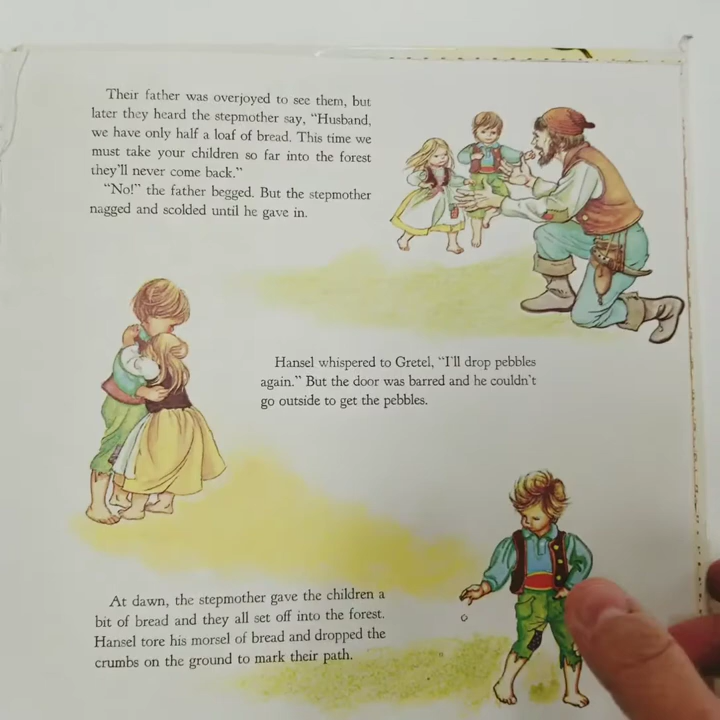 Their father was overjoyed to see them, but
later they heard the stepmother say, “Husband,
we have only half a loaf of bread. This time we
must take your children so far into the forest
they’ll never come back.”
“No!” the father begged. But the stepmother
nagged and scolded until he gave in.
Hansel whispered to Gretel, “I’ll drop pebbles
again.” But the door was barred and he couldn’t
go outside to get the pebbles.
At dawn, the stepmother gave the children a
bit of bread and they all set off into the forest.
Hansel tore his morsel of bread and dropped the
crumbs on the ground to mark their path.